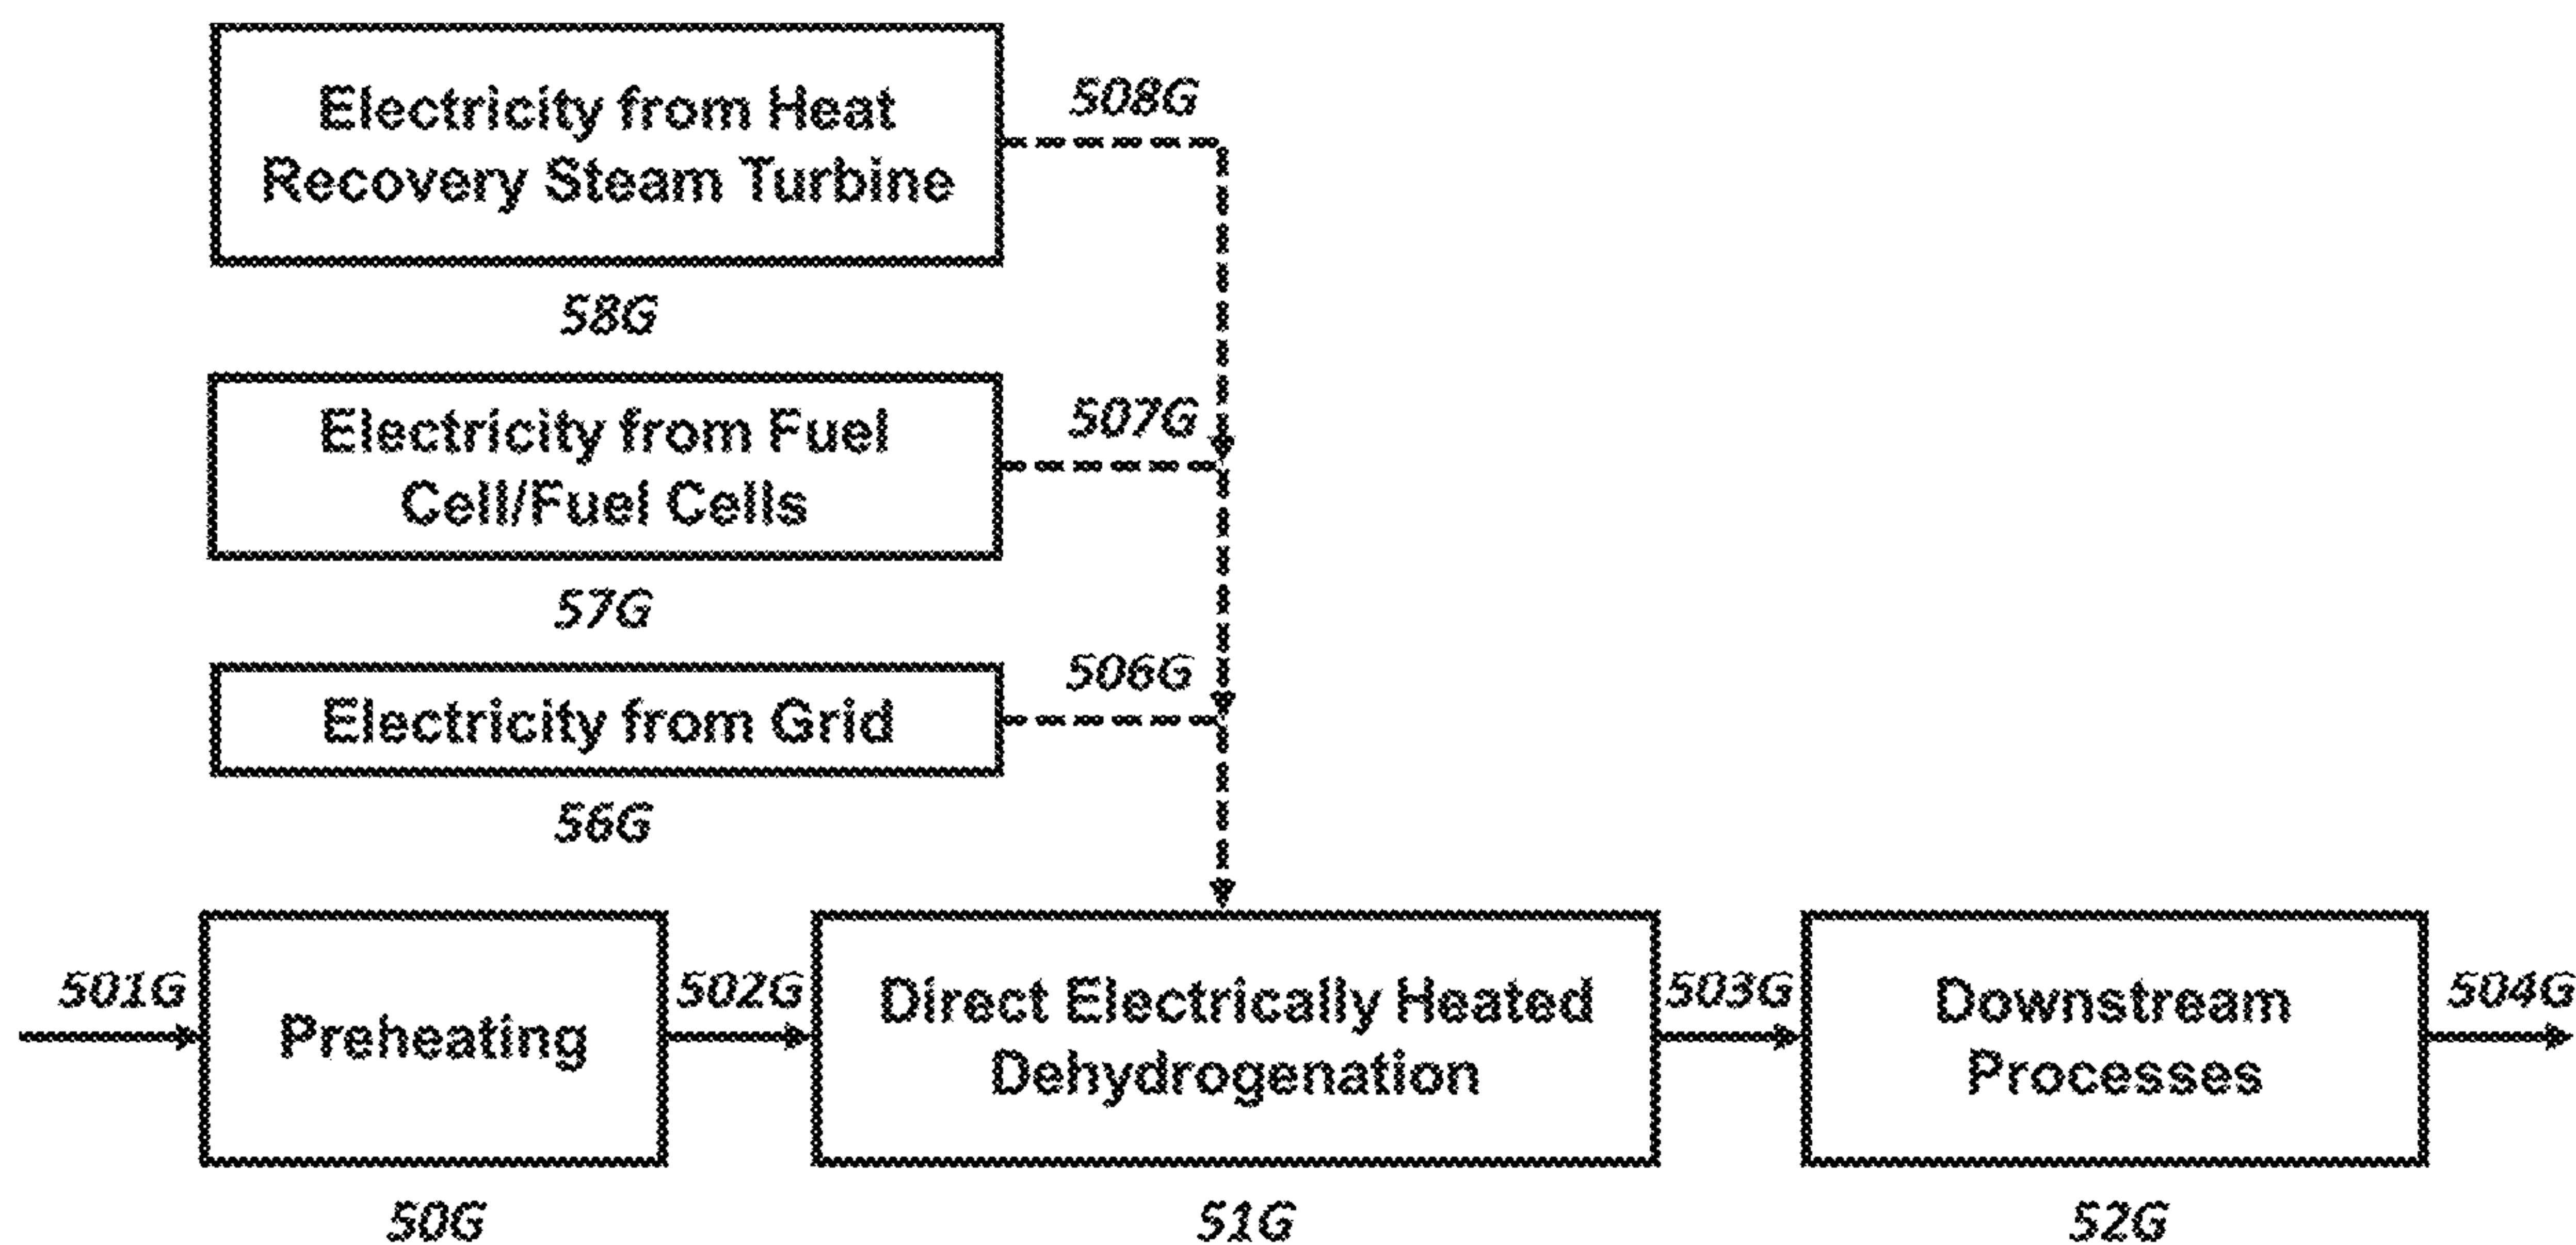 Electricity from Heat
Recovery Steam Turbine
508G
58G
Electricity from Fuel
Cell/Fuel Cells
507G
57G
Electricity from Grid
506G
56G
501G
Preheating
502G
Direct Electrically Heated
Dehydrogenation
503G
Downstream
Processes
504G
50G
51G
52G